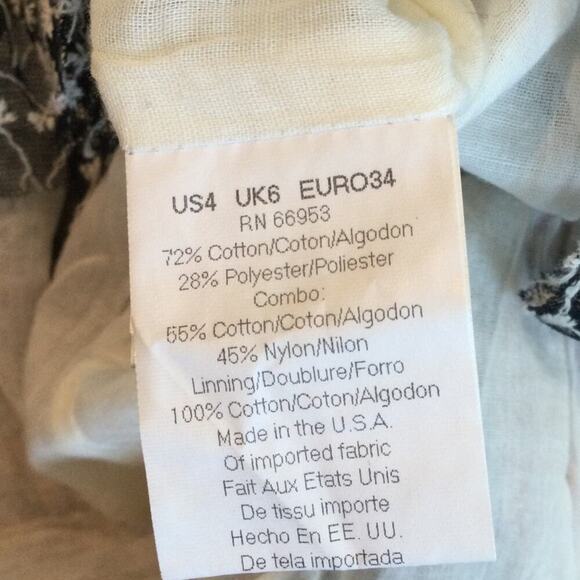 US4 UK6 EURO34
RN 66953
72% Cotton/Coton/Algodon
28% Polyester/Poliester
Combo:
55% Cotton/Coton/Algodon
45% Nylon/Nilon
Linning/Doublure/Forro
100% Cotton/Coton/Algodon
Made in the U.S.A.
Of imported fabric
Fait Aux Etats Unis
De tissu importe
Hecho En EE. UU.
De tela importada